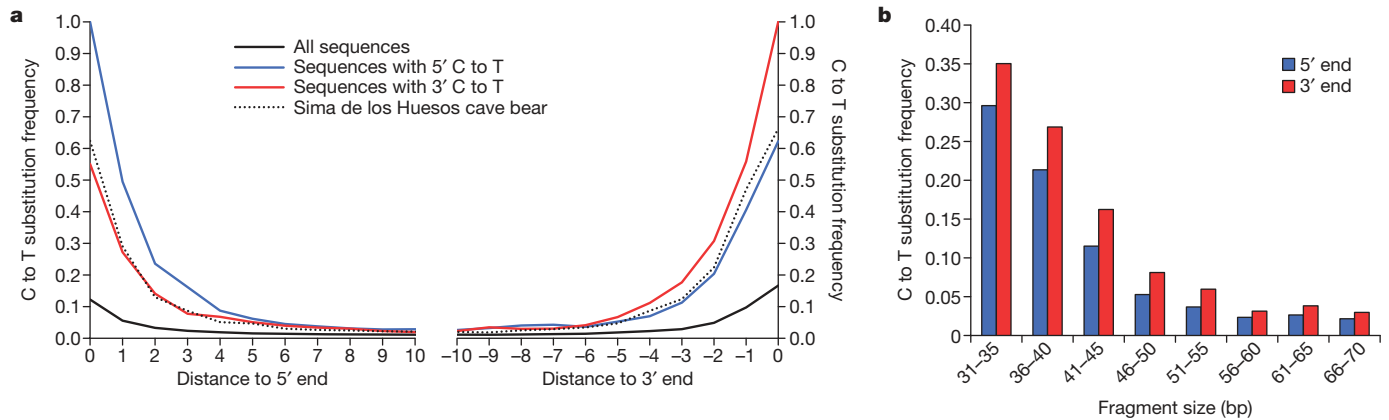 a
C to T substitution frequency
1.0
0.9
0.8
0.7
0.6
0.5
0.4
0.3
0.2
0.1
0.0
0 1 2 3 4 5 6 7 8 9 10
Distance to 5′ end
All sequences
Sequences with 5′ C to T
Sequences with 3′ C to T
Sima de los Huesos cave bear
–10 –9 –8 –7 –6 –5 –4 –3 –2 –1 0
Distance to 3′ end
1.0
0.9
0.8
0.7
0.6
0.5
0.4
0.3
0.2
0.1
0.0
C to T substitution frequency
b
C to T substitution frequency
0.40
0.35
0.30
0.25
0.20
0.15
0.10
0.05
0
5′ end
3′ end
31–35 36–40 41–45 46–50 51–55 56–60 61–65 66–70
Fragment size (bp)